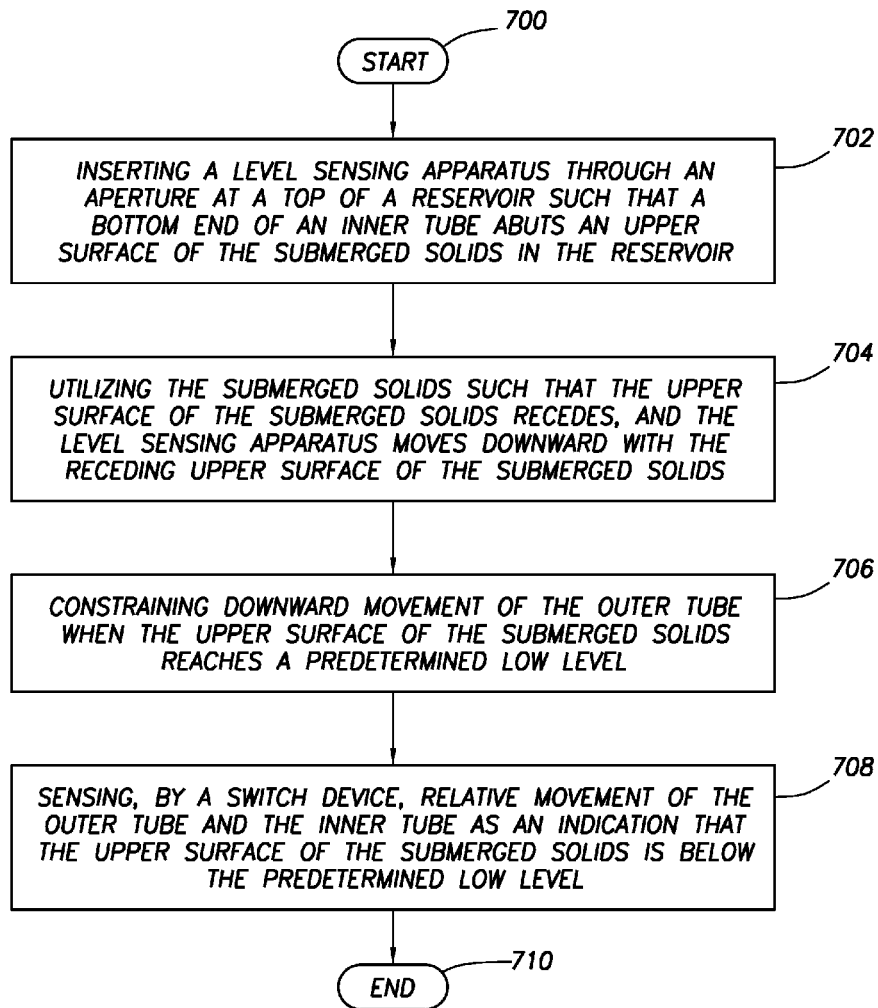 700
START
702
INSERTING A LEVEL SENSING APPARATUS THROUGH AN
APERTURE AT A TOP OF A RESERVOIR SUCH THAT A
BOTTOM END OF AN INNER TUBE ABUTS AN UPPER
SURFACE OF THE SUBMERGED SOLIDS IN THE RESERVOIR
704
UTILIZING THE SUBMERGED SOLIDS SUCH THAT THE UPPER
SURFACE OF THE SUBMERGED SOLIDS RECEDES, AND THE
LEVEL SENSING APPARATUS MOVES DOWNWARD WITH THE
RECEDING UPPER SURFACE OF THE SUBMERGED SOLIDS
706
CONSTRAINING DOWNWARD MOVEMENT OF THE OUTER TUBE
WHEN THE UPPER SURFACE OF THE SUBMERGED SOLIDS
REACHES A PREDETERMINED LOW LEVEL
708
SENSING, BY A SWITCH DEVICE, RELATIVE MOVEMENT OF THE
OUTER TUBE AND THE INNER TUBE AS AN INDICATION THAT
THE UPPER SURFACE OF THE SUBMERGED SOLIDS IS BELOW
THE PREDETERMINED LOW LEVEL
710
END